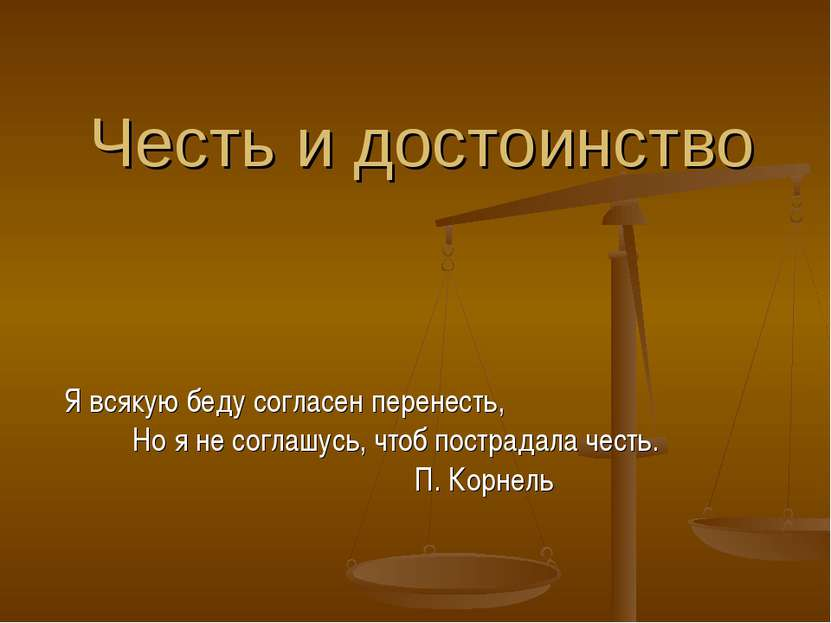 Честь и достоинство
Я всякую беду согласен перенесть,
Но я не соглашусь, чтоб пострадала честь.
П. Корнель